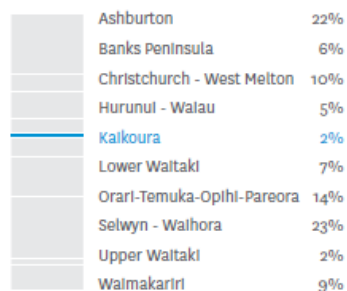 Ashburton 22%
Banks Peninsula 6%
Christchurch - West Melton 10%
Hurunui - Waiau 5%
Kaikoura 2%
Lower Waitaki 7%
Orari-Temuka-Opihi-Pareora 14%
Selwyn - Waihora 23%
Upper Waitaki 2%
Waimakariri 9%